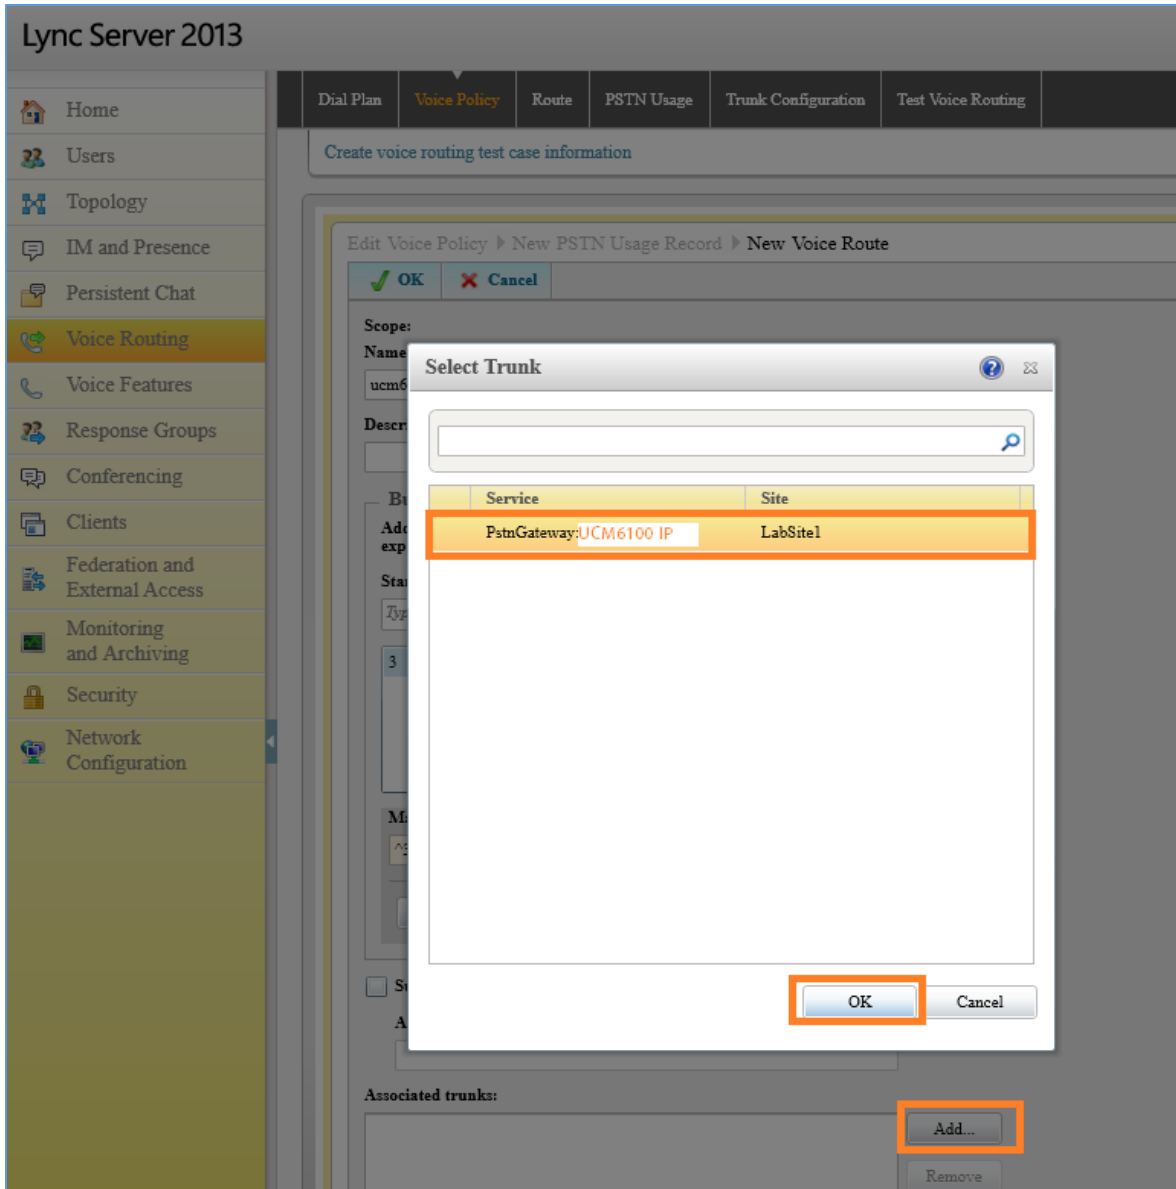 Lync Server 2013
Home
Users
Topology
IM and Presence
Persistent Chat
Voice Routing
Voice Features
Response Groups
Conferencing
Clients
Federation and
External Access
Monitoring
and Archiving
Security
Network
Configuration
Dial Plan Voice Policy Route PSTN Usage Trunk Configuration Test Voice Routing
Create voice routing test case information
Edit Voice Policy New PSTN Usage Record New Voice Route
OK Cancel
Scope:
Name
Select Trunk
Service Site
PstnGateway:UCM6100 IP LabSite1
3
OK Cancel
Associated trunks:
Add...
Remove